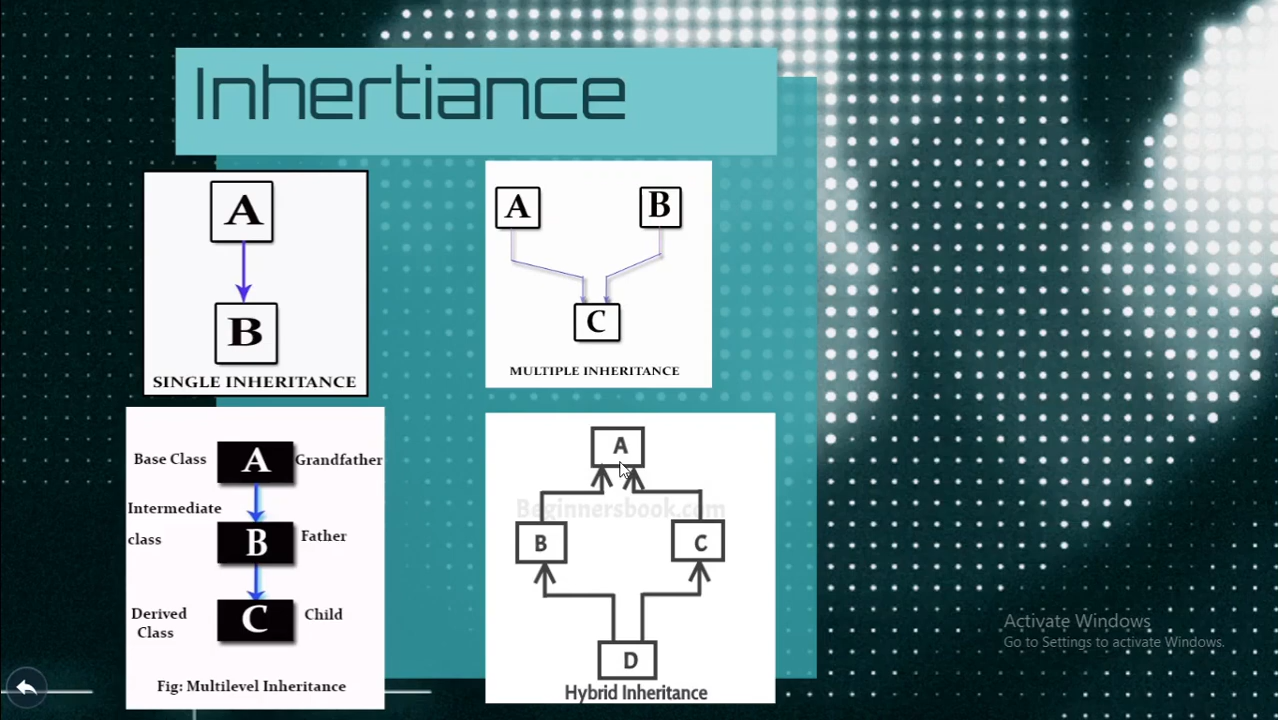 Inhertiance
A
B
SINGLE INHERITANCE
A
B
C
MULTIPLE INHERITANCE
Base Class
A
Grandfather
Intermediate
class
B
Father
Derived
Class
C
Child
Fig: Multilevel Inheritance
A
Beginnersbook.com
B
C
D
Hybrid Inheritance
Activate Windows
Go to Settings to activate Windows.